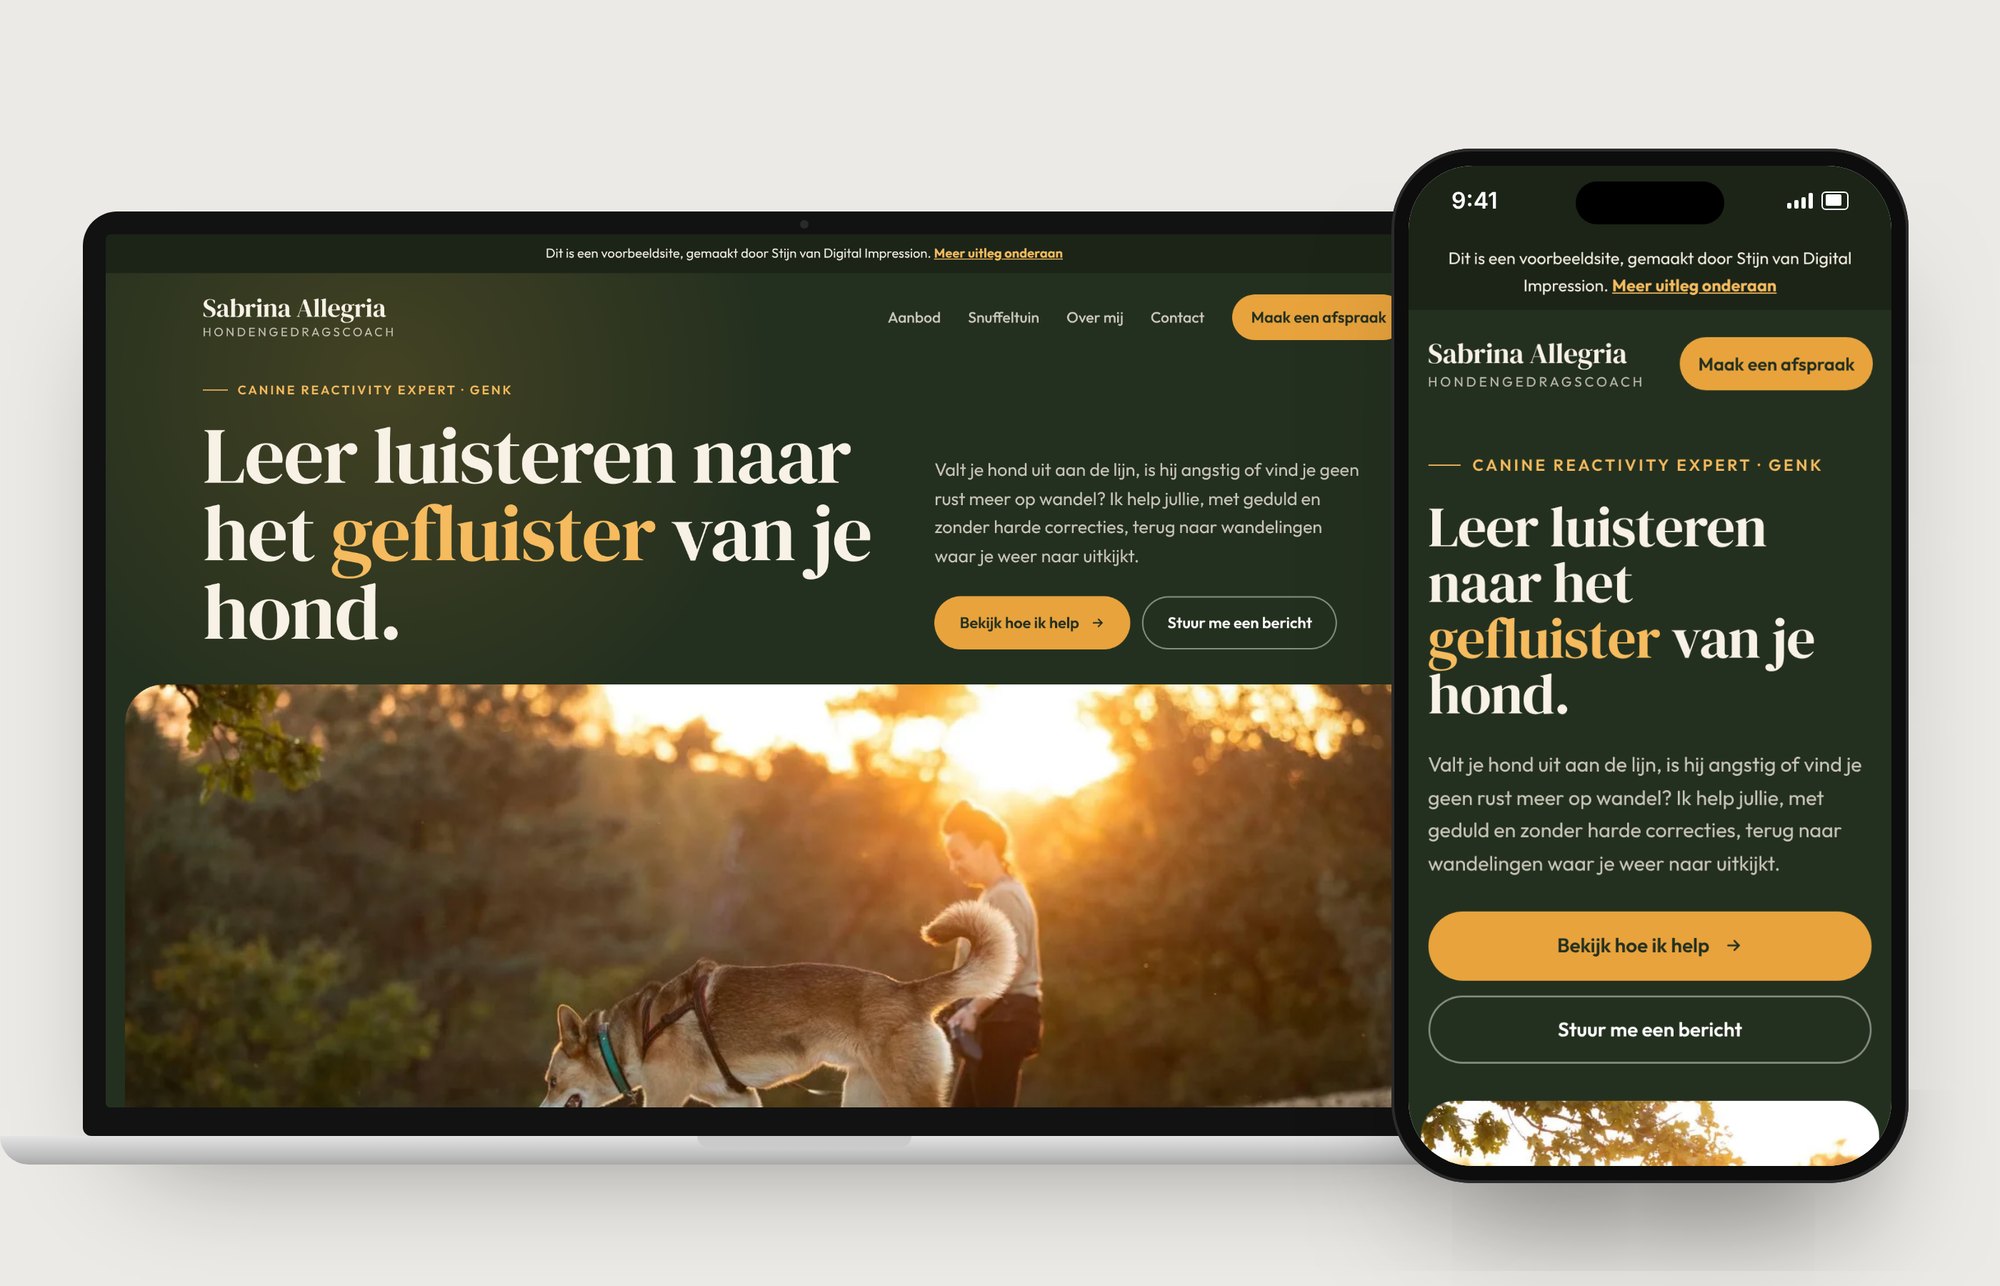 Dit is een voorbeeldsite, gemaakt door Stijn van Digital Impression. Meer uitleg onderaan
Sabrina Allegria
HONDENGEDRAGSCOACH
Aanbod Snuffeltuin Over mij Contact Maak een afspraak
CANINE REACTIVITY EXPERT · GENK
Leer luisteren naar
het gefluister van je
hond.
Valt je hond uit aan de lijn, is hij angstig of vind je geen
rust meer op wandel? Ik help jullie, met geduld en
zonder harde correcties, terug naar wandelingen
waar je weer naar uitkijkt.
Bekijk hoe ik help →
Stuur me een bericht
9:41
Dit is een voorbeeldsite, gemaakt door Stijn van Digital
Impression. Meer uitleg onderaan
Sabrina Allegria
HONDENGEDRAGSCOACH
Maak een afspraak
CANINE REACTIVITY EXPERT · GENK
Leer luisteren
naar het
gefluister van je
hond.
Valt je hond uit aan de lijn, is hij angstig of vind je
geen rust meer op wandel? Ik help jullie, met
geduld en zonder harde correcties, terug naar
wandelingen waar je weer naar uitkijkt.
Bekijk hoe ik help →
Stuur me een bericht